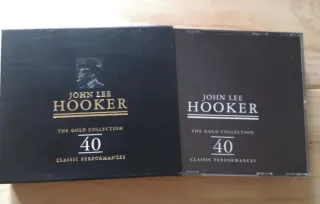 JOHN LEE
HOOKER
THE GOLD COLLECTION
40
CLASSIC PERFORMANCES
JOHN LEE
HOOKER
THE GOLD COLLECTION
40
CLASSIC PERFORMANCES